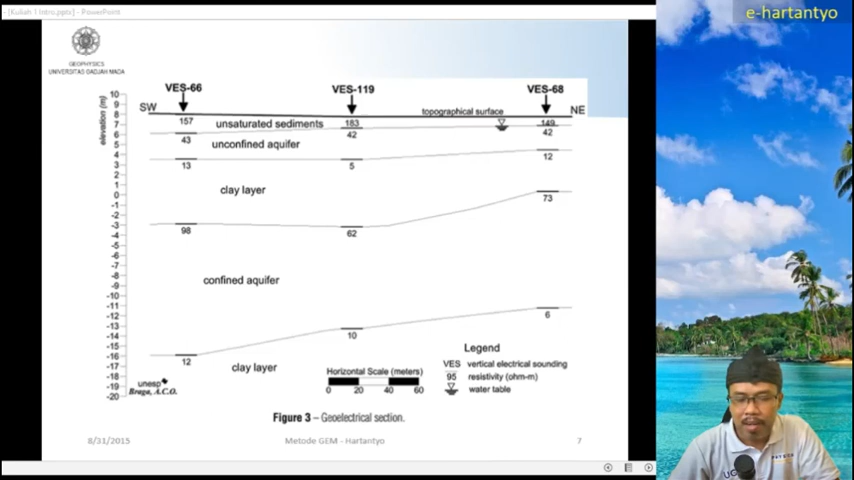 - [Kuliah I Intro.ppt] - PowerPoint
e-hartantyo
GEOPHYSICS
UNIVERSITAS GADJAH MADA
VES-66
VES-119
VES-68
SW
topographical surface
NE
elevation (m)
10
9
8
7
6
5
4
3
2
1
0
-1
-2
-3
-4
-5
-6
-7
-8
-9
-10
-11
-12
-13
-14
-15
-16
-17
-18
-19
-20
157
unsaturated sediments
183
149
43
42
42
unconfined aquifer
13
5
12
clay layer
73
98
62
confined aquifer
6
10
12
clay layer
unesp
Braga, A.C.O.
Horizontal Scale (meters)
0 20 40 60
Legend
VES vertical electrical sounding
95 resistivity (ohm-m)
water table
Figure 3 – Geoelectrical section.
8/31/2015
Metode GEM - Hartantyo
7